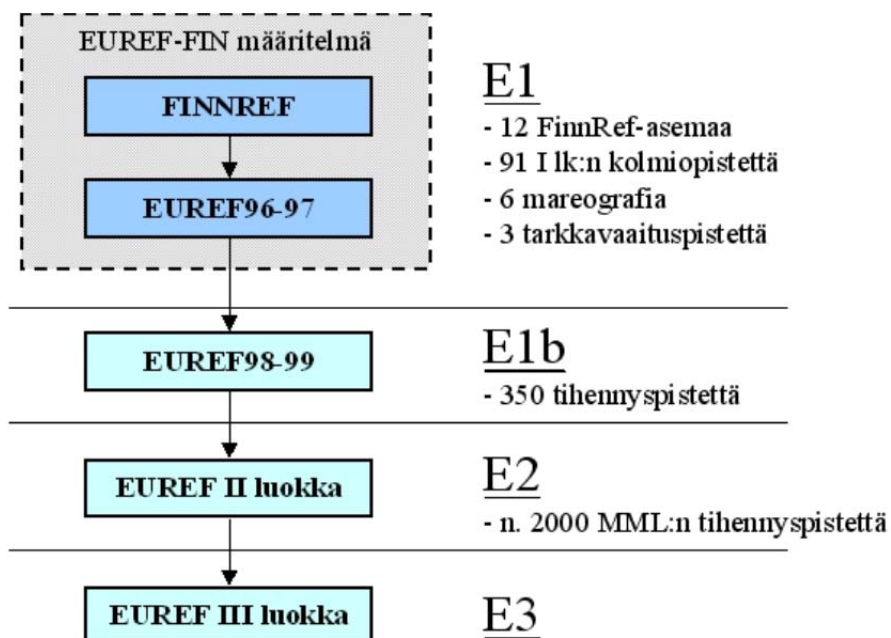 EUREF-FIN määritelmä
FINNREF
EUREF96-97
E1
- 12 FinnRef-asemaa
- 91 I lk:n kolmiopistettä
- 6 mareografia
- 3 tarkkavaaituspistettä
EUREF98-99
E1b
- 350 tihennyspistettä
EUREF II luokka
E2
- n. 2000 MML:n tihennyspistettä
EUREF III luokka
E3